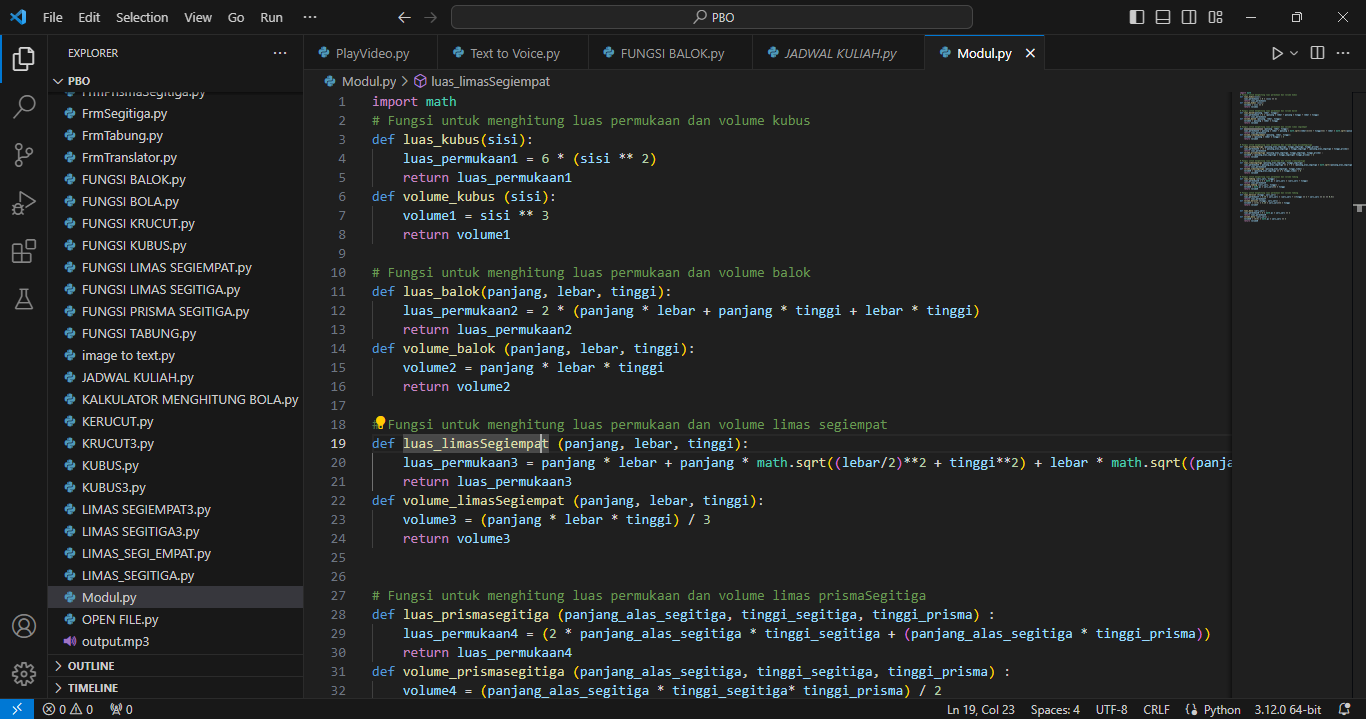 File Edit Selection View Go Run ··· PBO
EXPLORER ···
PBO
FrmPrismaSegitiga.py
FrmSegitiga.py
FrmTabung.py
FrmTranslator.py
FUNGSI BALOK.py
FUNGSI BOLA.py
FUNGSI KRUCUT.py
FUNGSI KUBUS.py
FUNGSI LIMAS SEGIEMPAT.py
FUNGSI LIMAS SEGITIGA.py
FUNGSI PRISMA SEGITIGA.py
FUNGSI TABUNG.py
image to text.py
JADWAL KULIAH.py
KALKULATOR MENGHITUNG BOLA.py
KERUCUT.py
KRUCUT3.py
KUBUS.py
KUBUS3.py
LIMAS SEGIEMPAT3.py
LIMAS SEGITIGA3.py
LIMAS_SEGI_EMPAT.py
LIMAS_SEGITIGA.py
Modul.py
OPEN FILE.py
output.mp3
OUTLINE
TIMELINE
PlayVideo.py Text to Voice.py FUNGSI BALOK.py JADWAL KULIAH.py Modul.py
Modul.py > luas_limasSegiempat
1 import math
2 # Fungsi untuk menghitung luas permukaan dan volume kubus
3 def luas_kubus(sisi):
4 luas_permukaan1 = 6 * (sisi ** 2)
5 return luas_permukaan1
6 def volume_kubus (sisi):
7 volume1 = sisi ** 3
8 return volume1
9
10 # Fungsi untuk menghitung luas permukaan dan volume balok
11 def luas_balok(panjang, lebar, tinggi):
12 luas_permukaan2 = 2 * (panjang * lebar + panjang * tinggi + lebar * tinggi)
13 return luas_permukaan2
14 def volume_balok (panjang, lebar, tinggi):
15 volume2 = panjang * lebar * tinggi
16 return volume2
17
18 # Fungsi untuk menghitung luas permukaan dan volume limas segiempat
19 def luas_limasSegiempat (panjang, lebar, tinggi):
20 luas_permukaan3 = panjang * lebar + panjang * math.sqrt((lebar/2)**2 + tinggi**2) + lebar * math.sqrt((panja
21 return luas_permukaan3
22 def volume_limasSegiempat (panjang, lebar, tinggi):
23 volume3 = (panjang * lebar * tinggi) / 3
24 return volume3
25
26
27 # Fungsi untuk menghitung luas permukaan dan volume limas prismaSegitiga
28 def luas_prismasegitiga (panjang_alas_segitiga, tinggi_segitiga, tinggi_prisma) :
29 luas_permukaan4 = (2 * panjang_alas_segitiga * tinggi_segitiga + (panjang_alas_segitiga * tinggi_prisma))
30 return luas_permukaan4
31 def volume_prismasegitiga (panjang_alas_segitiga, tinggi_segitiga, tinggi_prisma) :
32 volume4 = (panjang_alas_segitiga * tinggi_segitiga* tinggi_prisma) / 2
0 0 0 Ln 19, Col 23 Spaces: 4 UTF-8 CRLF Python 3.12.0 64-bit